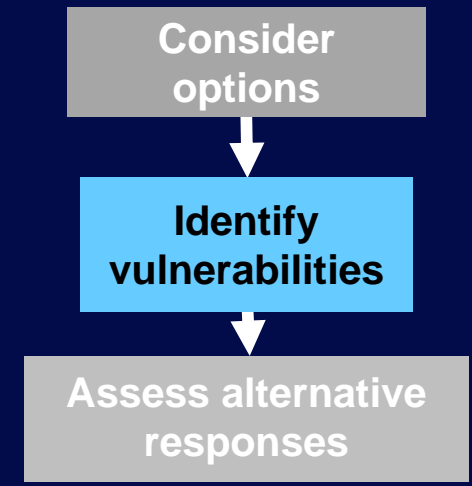 Consider
options
Identify
vulnerabilities
Assess alternative
responses